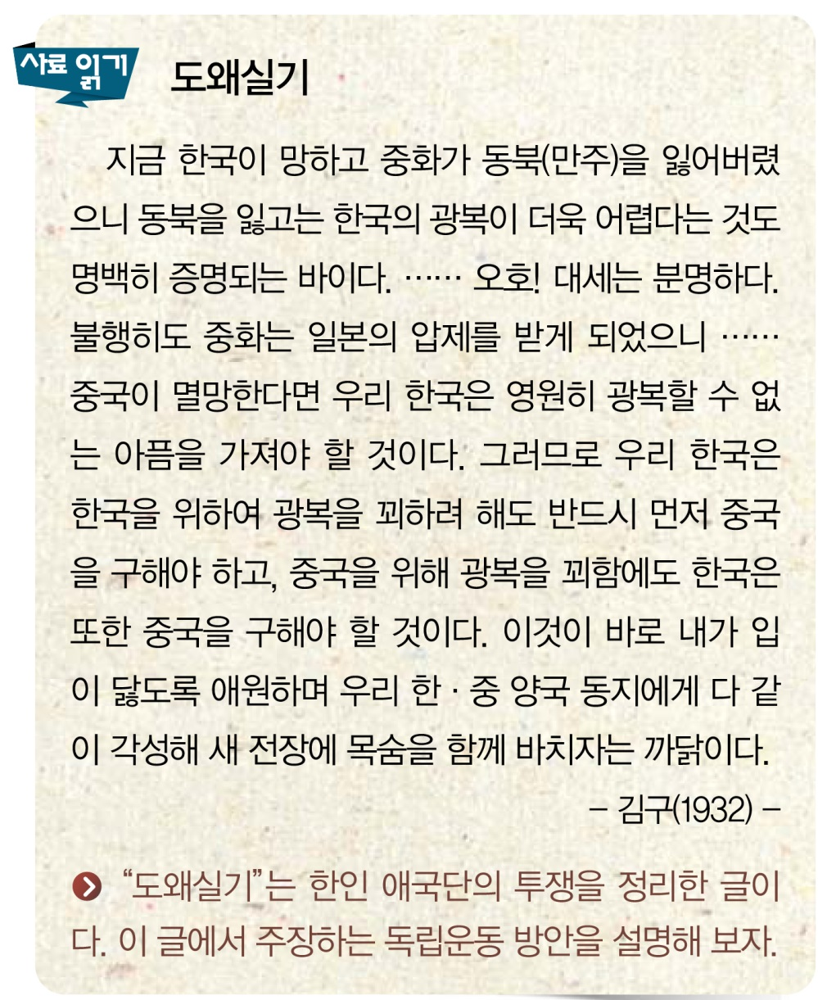 사료 읽기
도왜실기
지금 한국이 망하고 중화가 동북(만주)을 잃어버렸
으니 동북을 잃고는 한국의 광복이 더욱 어렵다는 것도
명백히 증명되는 바이다. …… 오호! 대세는 분명하다.
불행히도 중화는 일본의 압제를 받게 되었으니 ……
중국이 멸망한다면 우리 한국은 영원히 광복할 수 없
는 아픔을 가져야 할 것이다. 그러므로 우리 한국은
한국을 위하여 광복을 꾀하려 해도 반드시 먼저 중국
을 구해야 하고, 중국을 위해 광복을 꾀함에도 한국은
또한 중국을 구해야 할 것이다. 이것이 바로 내가 입
이 닳도록 애원하며 우리 한 · 중 양국 동지에게 다 같
이 각성해 새 전장에 목숨을 함께 바치자는 까닭이다.
– 김구(1932) –
“도왜실기”는 한인 애국단의 투쟁을 정리한 글이
다. 이 글에서 주장하는 독립운동 방안을 설명해 보자.